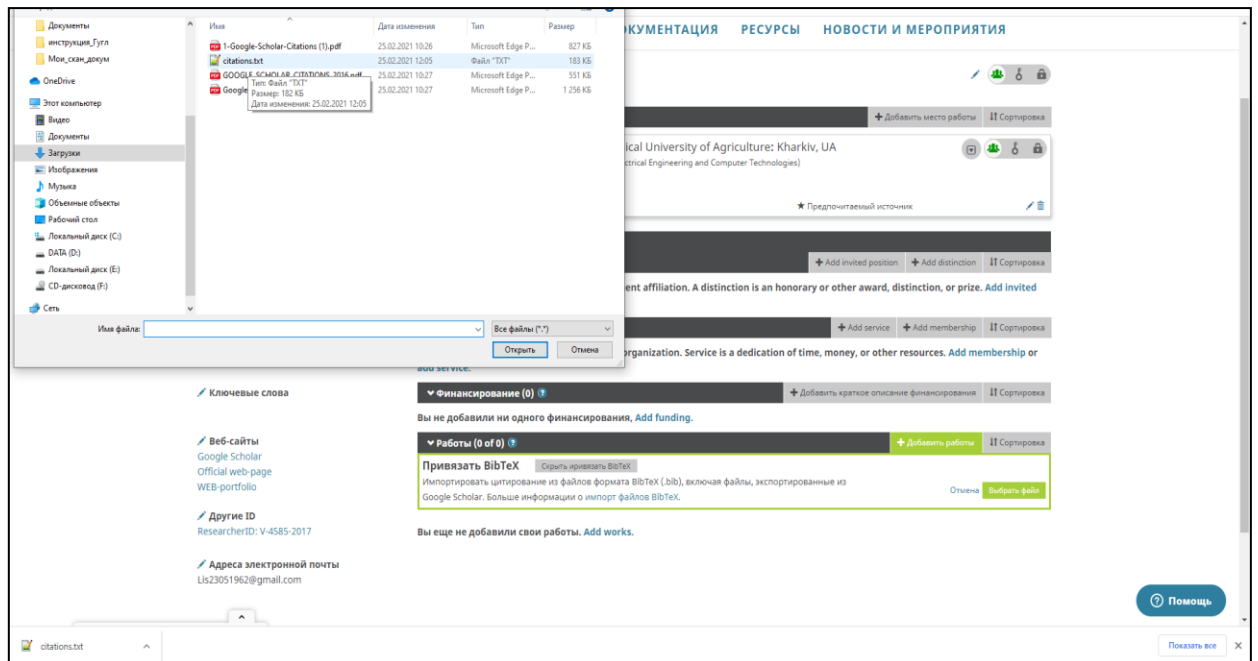 Документы
инструкция_Гугл
Мои_скан_докум
OneDrive
Этот компьютер
Видео
Документы
Загрузки
Изображения
Музыка
Объемные объекты
Рабочий стол
Локальный диск (C:)
DATA (D:)
Локальный диск (E:)
CD-дисковод (F:)
Сеть
Имя Дата изменения Тип Размер
1-Google-Scholar-Citations (1).pdf 25.02.2021 10:26 Microsoft Edge P... 827 КБ
citations.txt 25.02.2021 12:05 Файл "TXT" 183 КБ
GOOGLE_SCHOLAR_CITATIONS_2016.pdf 25.02.2021 10:27 Microsoft Edge P... 551 КБ
Google 25.02.2021 10:27 Microsoft Edge P... 1 256 КБ
Тип: Файл "TXT"
Размер: 182 КБ
Дата изменения: 25.02.2021 12:05
Имя файла: Все файлы (*.*)
Открыть Отмена
КУМЕНТАЦИЯ РЕСУРСЫ НОВОСТИ И МЕРОПРИЯТИЯ
Добавить место работы Сортировка
ical University of Agriculture: Kharkiv, UA
ctrical Engineering and Computer Technologies)
Предпочитаемый источник
Add invited position Add distinction Сортировка
ent affiliation. A distinction is an honorary or other award, distinction, or prize. Add invited
Add service Add membership Сортировка
organization. Service is a dedication of time, money, or other resources. Add membership or
add service.
Ключевые слова
Финансирование (0) Добавить краткое описание финансирования Сортировка
Вы не добавили ни одного финансирования, Add funding.
Веб-сайты
Google Scholar
Official web-page
WEB-portfolio
Работы (0 of 0) Добавить работы Сортировка
Привязать BibTeX Скрыть привязать BibTeX
Импортировать цитирование из файлов формата BibTeX (.bib), включая файлы, экспортированные из
Google Scholar. Больше информации о импорт файлов BibTeX.
Отмена Выбрать файл
Другие ID
ResearcherID: V-4585-2017
Вы еще не добавили свои работы. Add works.
Адреса электронной почты
Lis23051962@gmail.com
Помощь
citations.txt Показать все